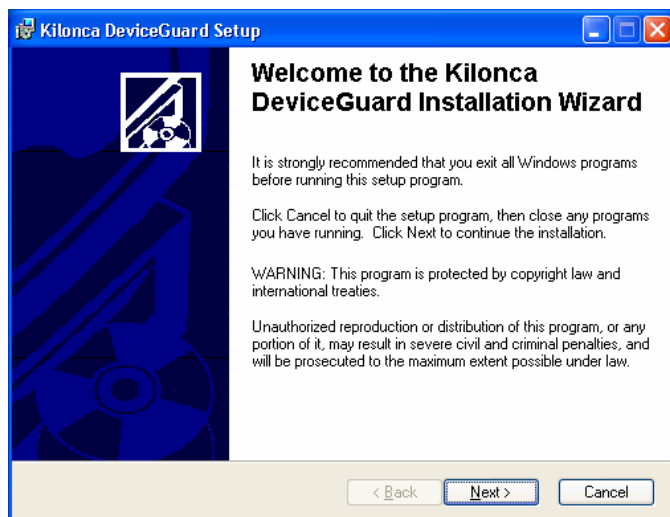 Kilonca DeviceGuard Setup
Welcome to the Kilonca
DeviceGuard Installation Wizard
It is strongly recommended that you exit all Windows programs
before running this setup program.
Click Cancel to quit the setup program, then close any programs
you have running.  Click Next to continue the installation.
WARNING: This program is protected by copyright law and
international treaties.
Unauthorized reproduction or distribution of this program, or any
portion of it, may result in severe civil and criminal penalties, and
will be prosecuted to the maximum extent possible under law.
< Back Next > Cancel